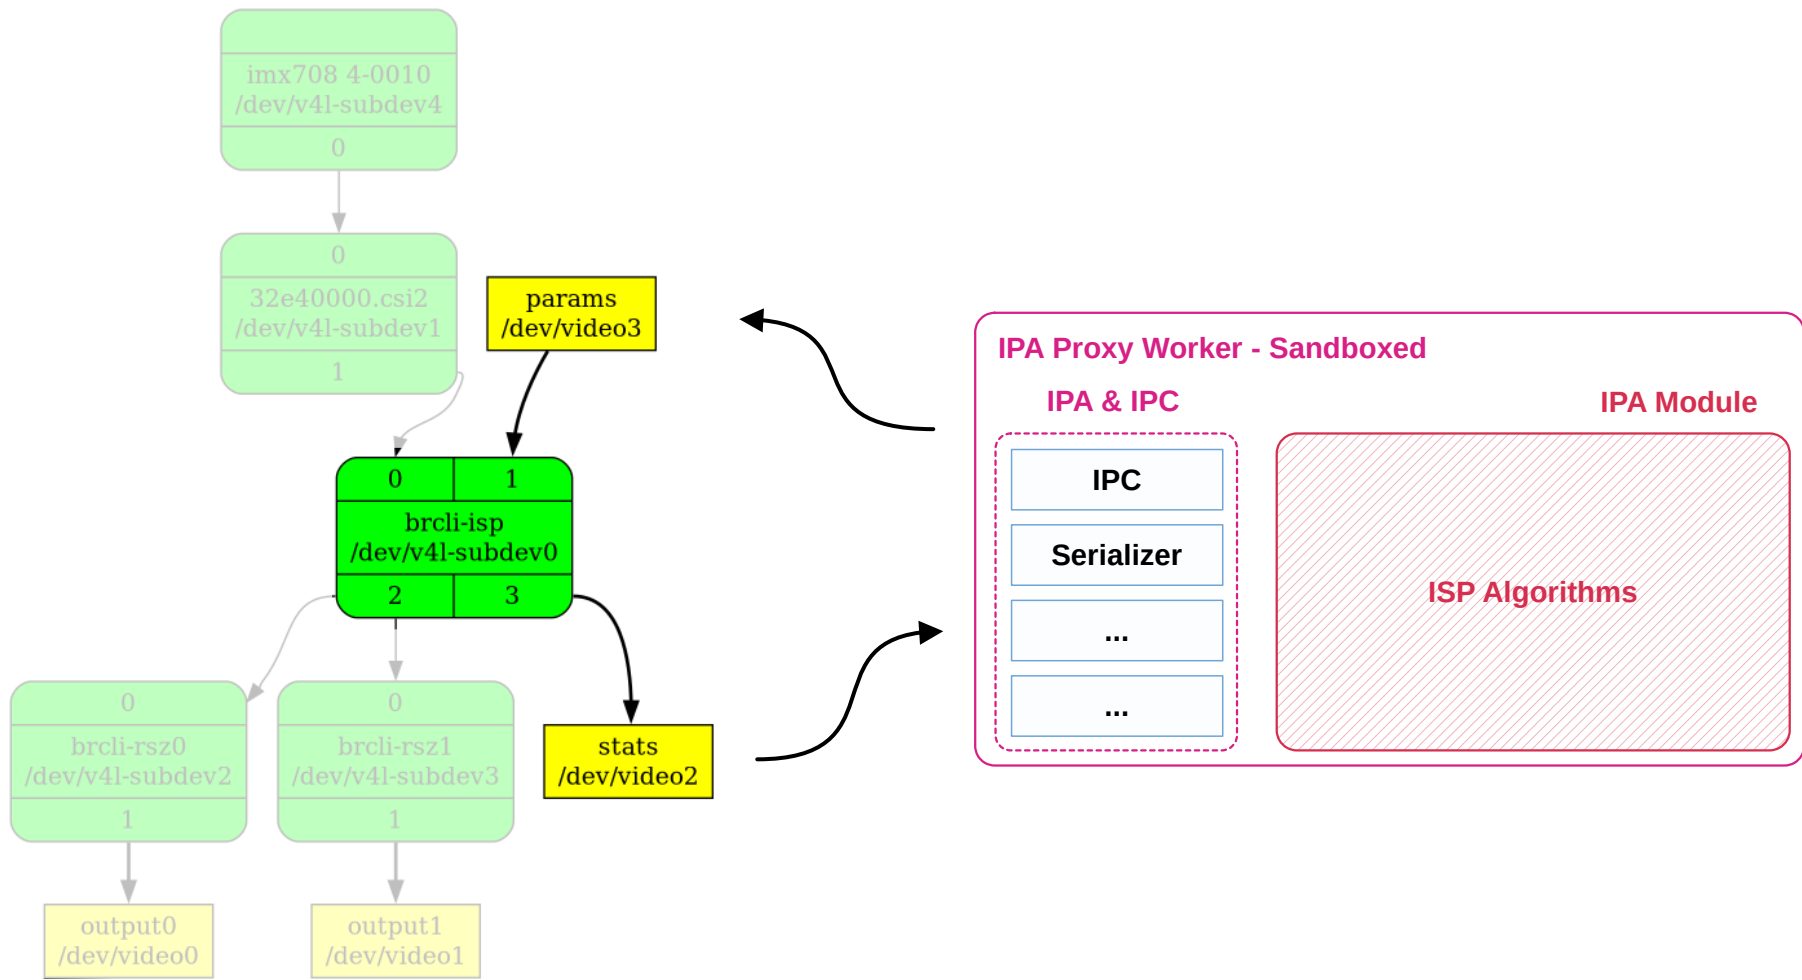 imx708 4-0010
/dev/v4l-subdev4
0
0
32e40000.csi2
/dev/v4l-subdev1
1
params
/dev/video3
0 1
brcli-isp
/dev/v4l-subdev0
2 3
0
brcli-rsz0
/dev/v4l-subdev2
1
0
brcli-rsz1
/dev/v4l-subdev3
1
stats
/dev/video2
output0
/dev/video0
output1
/dev/video1
IPA Proxy Worker - Sandboxed
IPA & IPC
IPC
Serializer
...
...
IPA Module
ISP Algorithms